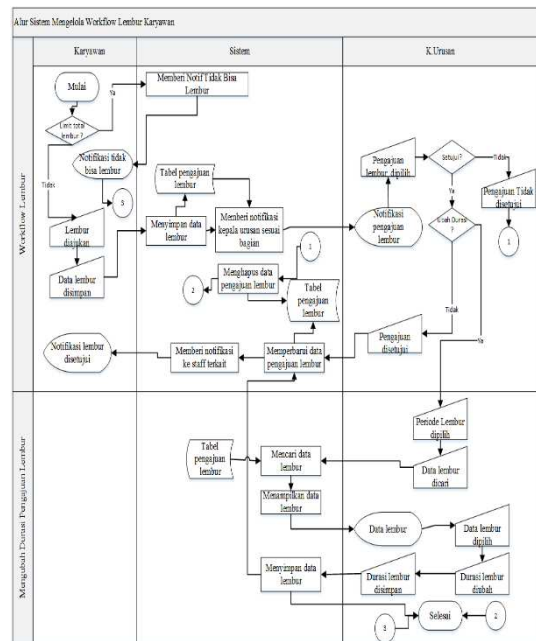 Alur Sistem Mengelola Workflow Lembur Karyawan
Karyawan
Sistem
K.Urusan
Workflow Lembur
Mulai
Ya
Memberi Notif Tidak Bisa
Lembur
Limit total
lembur ?
Notifikasi tidak
bisa lembur
3
Tidak
Lembur
diajukan
Data lembur
disimpan
Menyimpan data
lembur
Tabel pengajuan
lembur
Memberi notifikasi
kepala urusan sesuai
bagian
Notifikasi
pengajuan
lembur
Pengajuan
lembur dipilih
Setujui?
Tidak
Pengajuan Tidak
disetujui
1
Ya
Ubah Durasi
?
1
Menghapus data
pengajuan lembur
2
Tabel
pengajuan
lembur
Tidak
Ya
Pengajuan
disetujui
Memperbarui data
pengajuan lembur
Memberi notifikasi
ke staff terkait
Notifikasi lembur
disetujui
Mengubah Durasi Pengajuan Lembur
Periode Lembur
dipilih
Data lembur
dicari
Tabel
pengajuan
lembur
Mencari data
lembur
Menampilkan data
lembur
Data lembur
Data lembur
dipilih
Durasi lembur
diubah
Durasi lembur
disimpan
Menyimpan data
lembur
Selesai
2
3